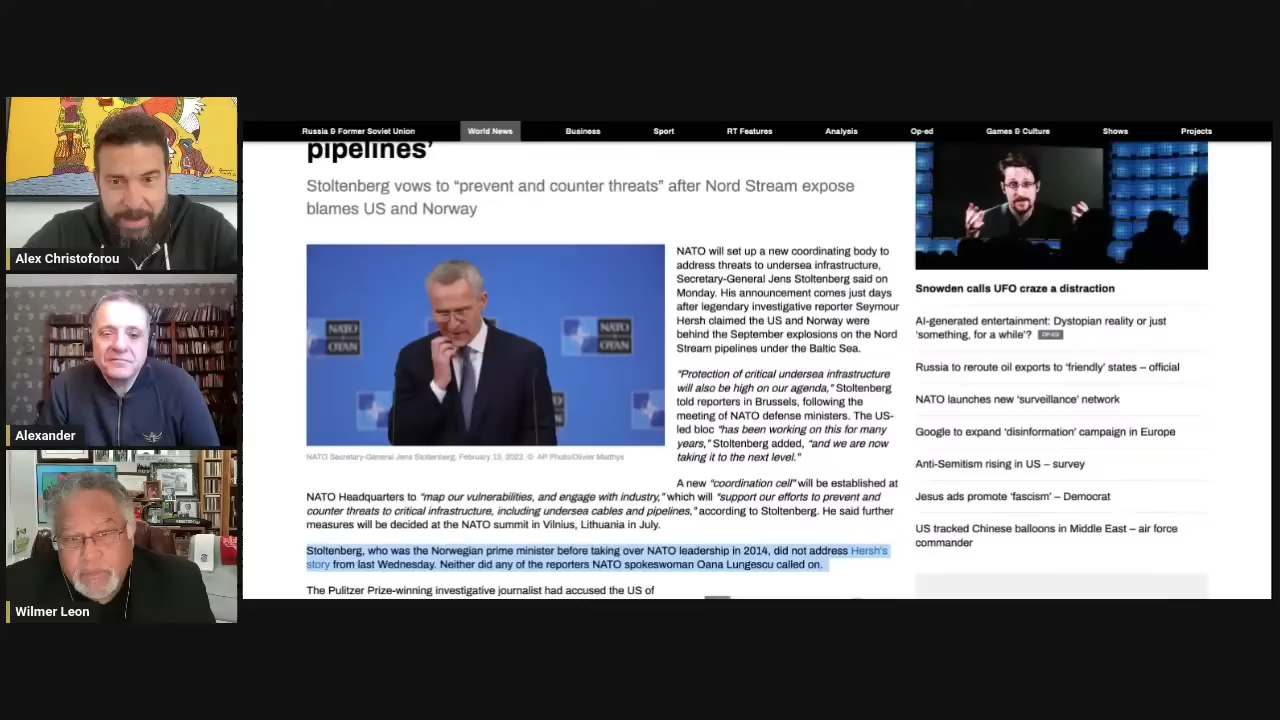 Russia & Former Soviet Union World News Business Sport RT Features Analysis Op-ed Games & Culture Shows Projects
pipelines’
Stoltenberg vows to “prevent and counter threats” after Nord Stream expose
blames US and Norway
NATO
OTAN
NATO
OTAN
NATO Secretary-General Jens Stoltenberg, February 13, 2023. © AP Photo/Olivier Matthys
NATO will set up a new coordinating body to
address threats to undersea infrastructure,
Secretary-General Jens Stoltenberg said on
Monday. His announcement comes just days
after legendary investigative reporter Seymour
Hersh claimed the US and Norway were
behind the September explosions on the Nord
Stream pipelines under the Baltic Sea.
“Protection of critical undersea infrastructure
will also be high on our agenda,” Stoltenberg
told reporters in Brussels, following the
meeting of NATO defense ministers. The US-
led bloc “has been working on this for many
years,” Stoltenberg added, “and we are now
taking it to the next level.”
A new “coordination cell” will be established at
NATO Headquarters to “map our vulnerabilities, and engage with industry,” which will “support our efforts to prevent and
counter threats to critical infrastructure, including undersea cables and pipelines,” according to Stoltenberg. He said further
measures will be decided at the NATO summit in Vilnius, Lithuania in July.
Stoltenberg, who was the Norwegian prime minister before taking over NATO leadership in 2014, did not address Hersh’s
story from last Wednesday. Neither did any of the reporters NATO spokeswoman Oana Lungescu called on.
The Pulitzer Prize-winning investigative journalist had accused the US of
Snowden calls UFO craze a distraction
AI-generated entertainment: Dystopian reality or just
‘something, for a while’? OP-ED
Russia to reroute oil exports to ‘friendly’ states – official
NATO launches new ‘surveillance’ network
Google to expand ‘disinformation’ campaign in Europe
Anti-Semitism rising in US – survey
Jesus ads promote ‘fascism’ – Democrat
US tracked Chinese balloons in Middle East – air force
commander
Alex Christoforou
Alexander
Wilmer Leon